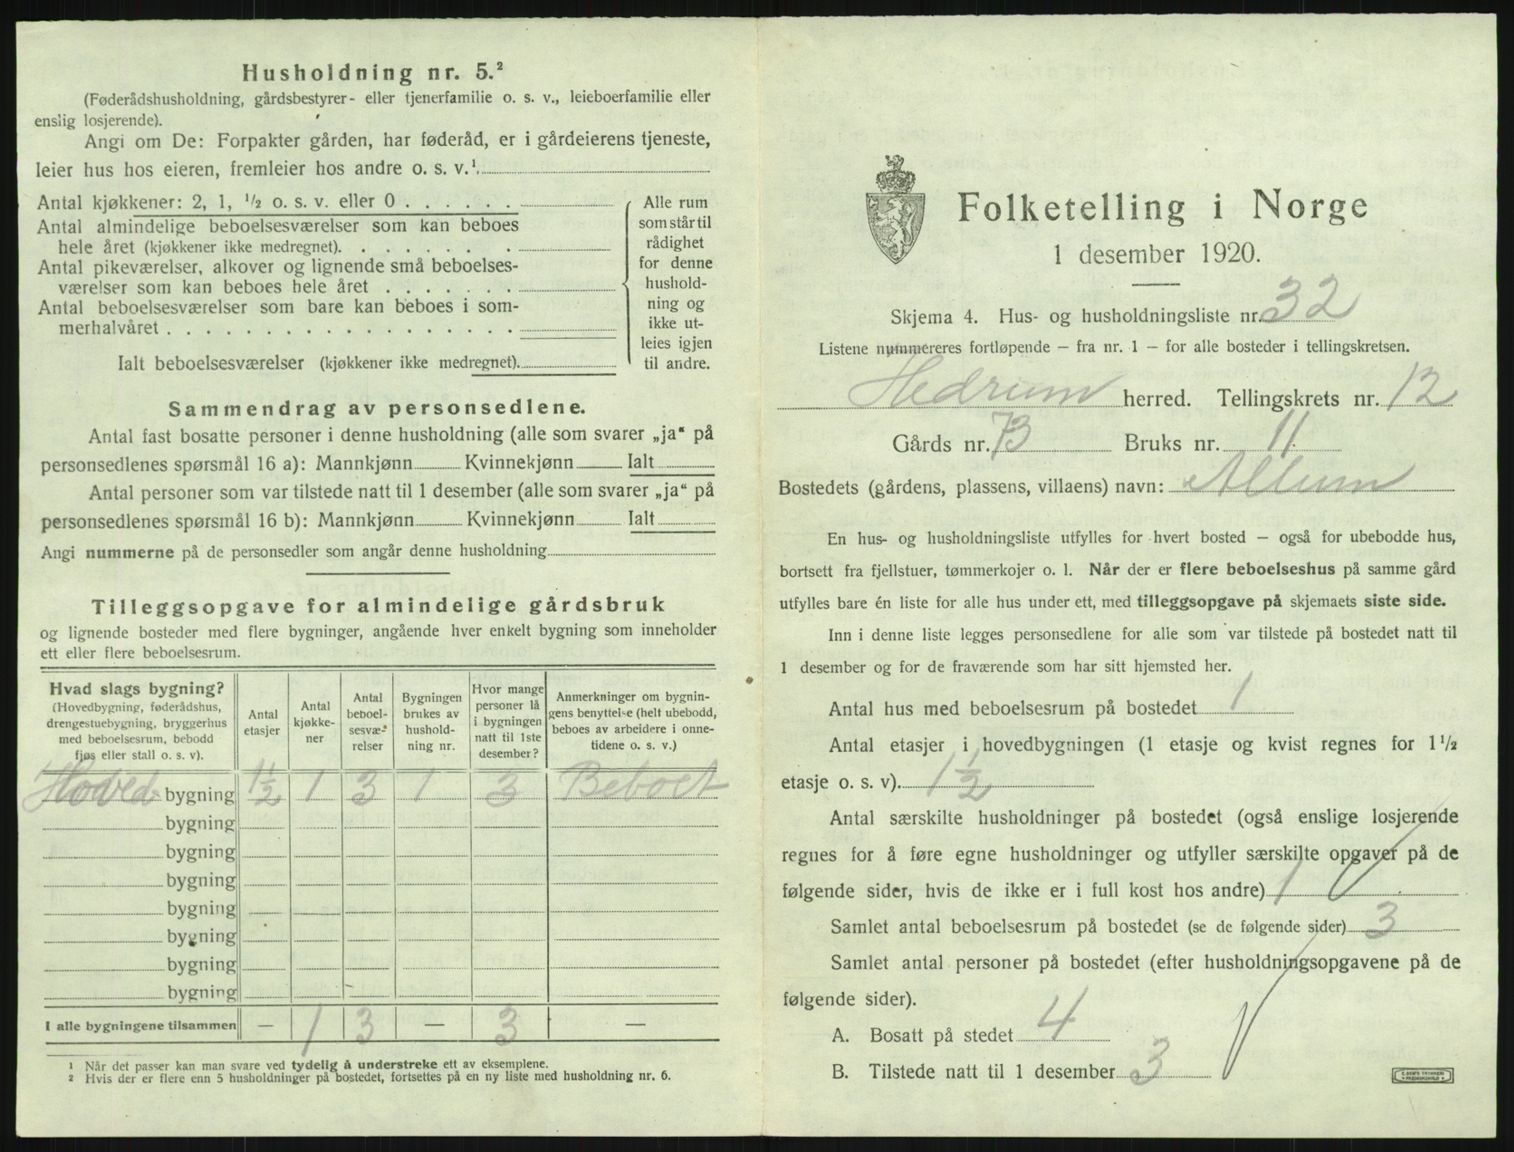 Husholdning nr. 5.²
(Føderådshusholdning, gårdsbestyrer- eller tjenerfamilie o. s. v., leieboerfamilie eller
enslig losjerende).
Angi om De: Forpakter gården, har føderåd, er i gårdeierens tjeneste,
leier hus hos eieren, fremleier hos andre o. s. v.¹
Antal kjøkkener: 2, 1, ½ o. s. v. eller 0
Antal almindelige beboelsesværelser som kan beboes
hele året (kjøkkener ikke medregnet).
Antal pikeværelser, alkover og lignende små beboelses-
værelser som kan beboes hele året
Antal beboelsesværelser som bare kan beboes i som-
merhalvåret
Ialt beboelsesværelser (kjøkkener ikke medregnet).
Alle rum
som står til
rådighet
for denne
hushold-
ning og
ikke ut-
leies igjen
til andre.
Sammendrag av personsedlene.
Antal fast bosatte personer i denne husholdning (alle som svarer „ja“ på
personsedlenes spørsmål 16 a): Mannkjønn Kvinnekjønn Ialt
Antal personer som var tilstede natt til 1 desember (alle som svarer „ja“ på
personsedlenes spørsmål 16 b): Mannkjønn Kvinnekjønn Ialt
Angi nummerne på de personsedler som angår denne husholdning
Tilleggsopgave for almindelige gårdsbruk
og lignende bosteder med flere bygninger, angående hver enkelt bygning som inneholder
ett eller flere beboelsesrum.
Hvad slags bygning?
(Hovedbygning, føderådshus,
drengestuebygning, bryggerhus
med beboelsesrum, bebodd
fjøs eller stall o. s. v).
Antal
etasjer
Antal
kjøkke-
ner
Antal
beboel-
sesvæ-
relser
Bygningen
brukes av
hushold-
ning nr.
Hvor mange
personer lå
i bygningen
natt til 1ste
desember?
Anmerkninger om bygnin-
gens benyttelse (helt ubebodd,
beboes av arbeidere i onne-
tidene o. s. v.)
Hoved bygning 1½ 1 3 1 3 Beboet
bygning
bygning
bygning
bygning
bygning
bygning
bygning
I alle bygningene tilsammen — 1 3 — 3 —
¹ Når det passer kan man svare ved tydelig å understreke ett av eksemplene.
² Hvis der er flere enn 5 husholdninger på bostedet, fortsettes på en ny liste med husholdning nr. 6.
Folketelling i Norge
1 desember 1920.
Skjema 4. Hus- og husholdningsliste nr. 32
Listene nummereres fortløpende — fra nr. 1 — for alle bosteder i tellingskretsen.
Hedrum herred. Tellingskrets nr. 12
Gårds nr. 73 Bruks nr. 11
Bostedets (gårdens, plassens, villaens) navn: Allum
En hus- og husholdningsliste utfylles for hvert bosted — også for ubebodde hus,
bortsett fra fjellstuer, tømmerkojer o. l. Når der er flere beboelseshus på samme gård
utfylles bare én liste for alle hus under ett, med tilleggsopgave på skjemaets siste side.
Inn i denne liste legges personsedlene for alle som var tilstede på bostedet natt til
1 desember og for de fraværende som har sitt hjemsted her.
Antal hus med beboelsesrum på bostedet 1
Antal etasjer i hovedbygningen (1 etasje og kvist regnes for 1½
etasje o. s. v). 1½
Antal særskilte husholdninger på bostedet (også enslige losjerende
regnes for å føre egne husholdninger og utfyller særskilte opgaver på de
følgende sider, hvis de ikke er i full kost hos andre) 1
Samlet antal beboelsesrum på bostedet (se de følgende sider) 3
Samlet antal personer på bostedet (efter husholdningsopgavene på de
følgende sider).
A. Bosatt på stedet 4
B. Tilstede natt til 1 desember 3